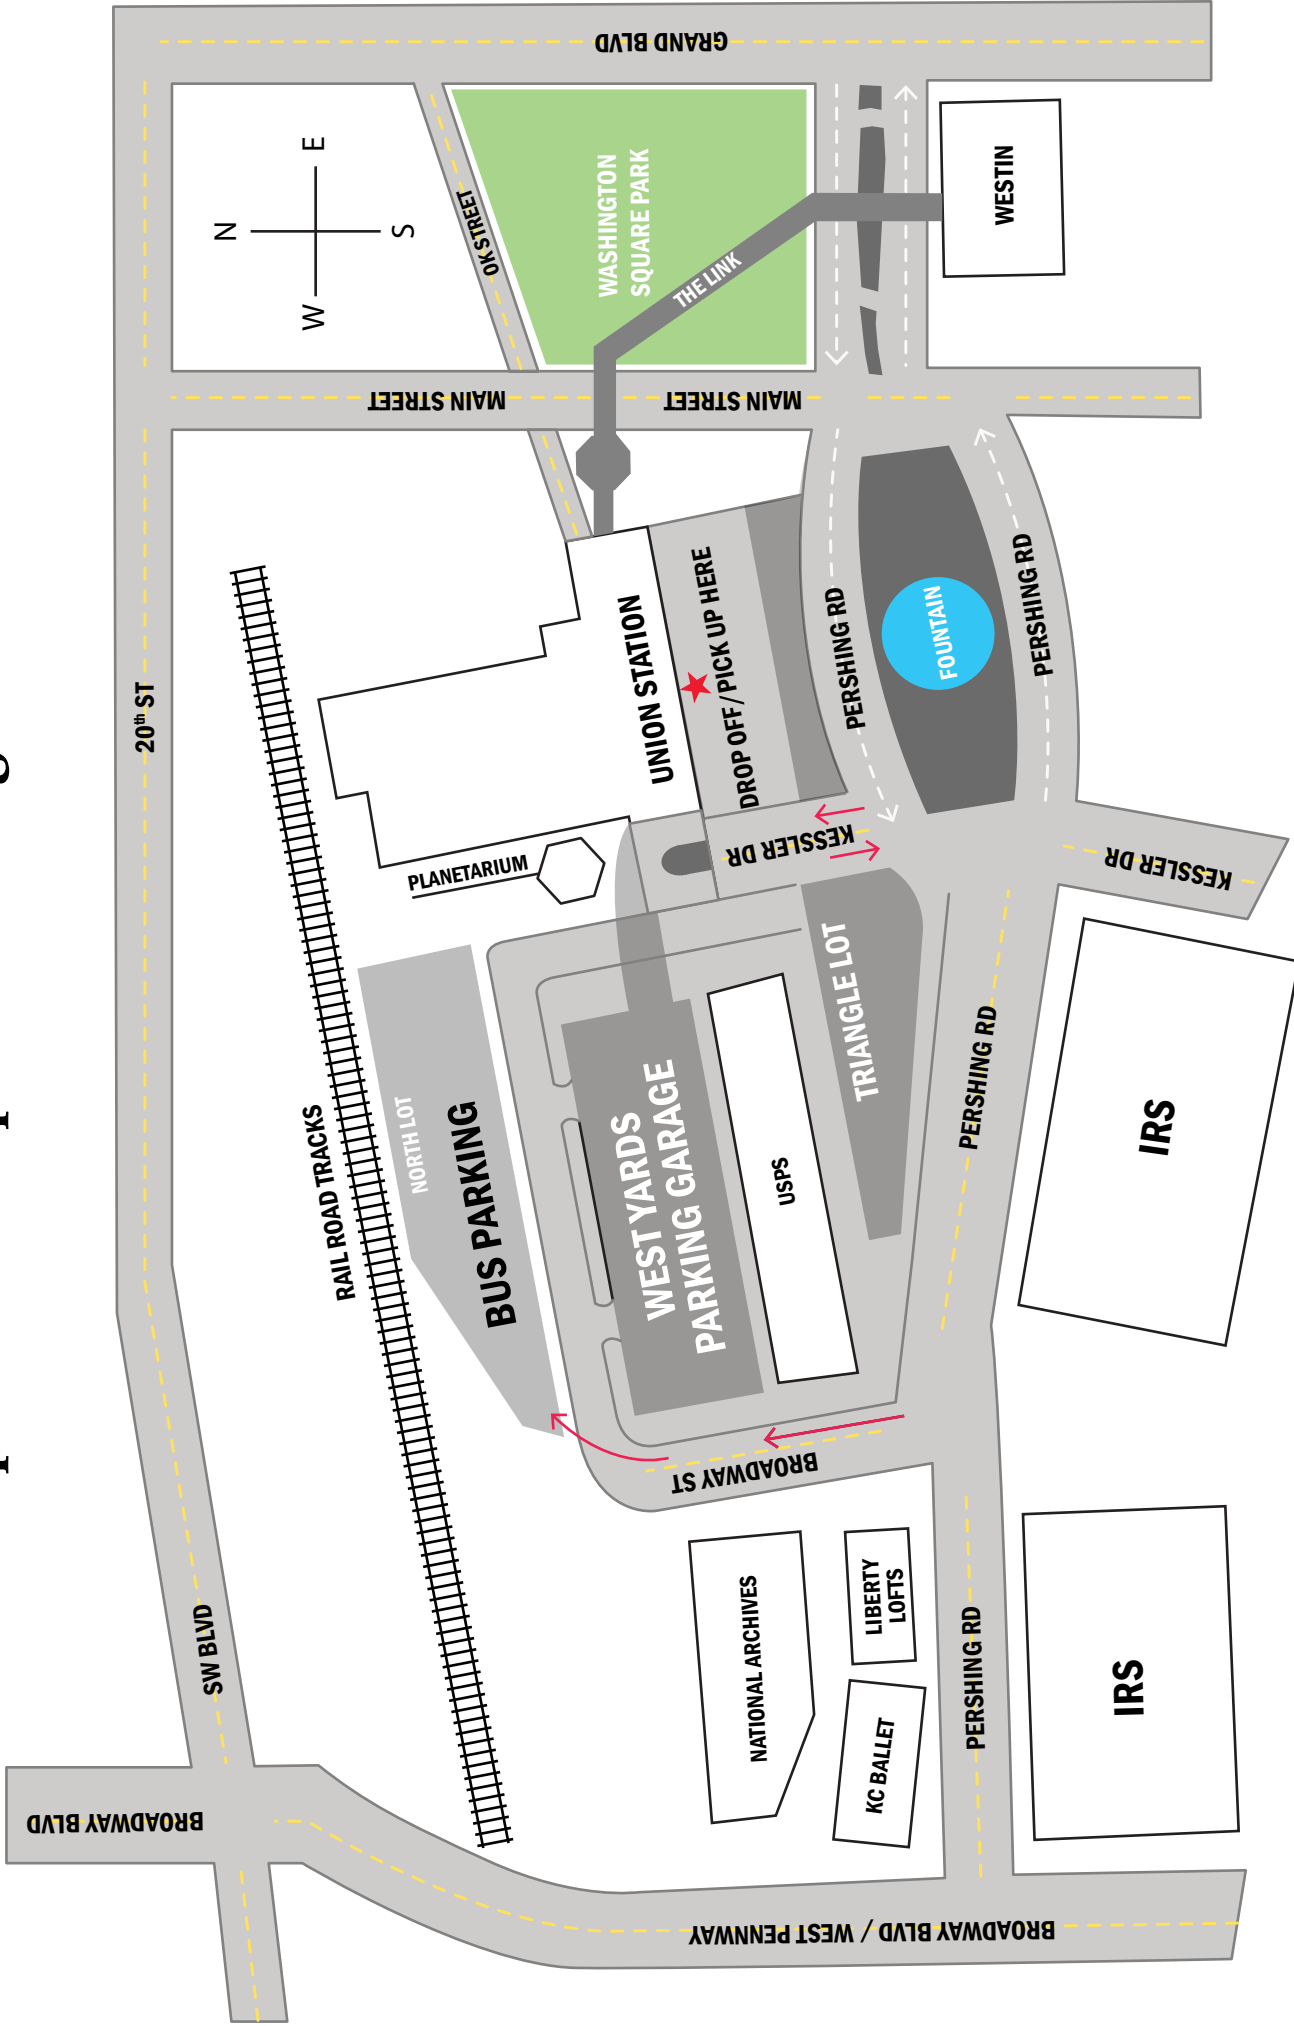 GRAND BLVD
N
E
W
S
OK STREET
WASHINGTON
SQUARE PARK
THE LINK
WESTIN
MAIN STREET
MAIN STREET
20th ST
UNION STATION
DROP OFF/PICK UP HERE
PERSHING RD
FOUNTAIN
PERSHING RD
KESSLER DR
KESSLER DR
PLANETARIUM
RAIL ROAD TRACKS
NORTH LOT
BUS PARKING
WEST YARDS
PARKING GARAGE
USPS
TRIANGLE LOT
PERSHING RD
IRS
BROADWAY ST
SW BLVD
NATIONAL ARCHIVES
LIBERTY
LOFTS
KC BALLET
PERSHING RD
IRS
BROADWAY BLVD
BROADWAY BLVD / WEST PENNWAY